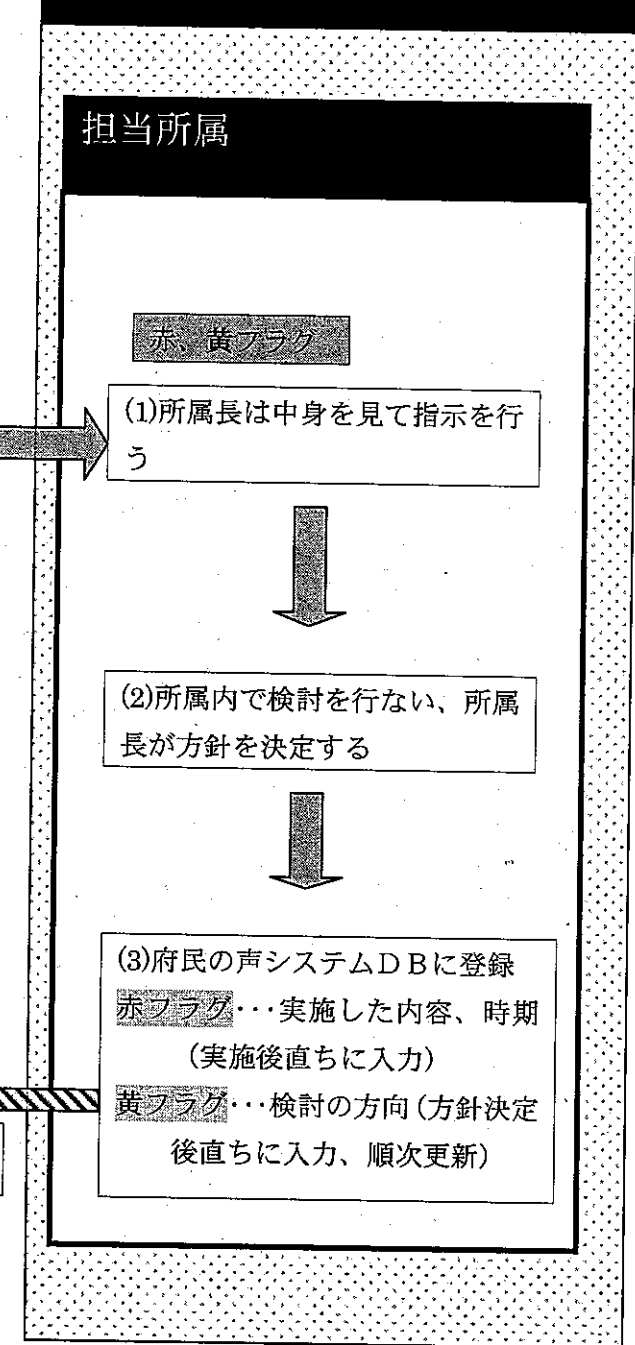 担当所属
赤、黄フラグ
(1)所属長は中身を見て指示を行
う
(2)所属内で検討を行ない、所属
長が方針を決定する
(3)府民の声システムDBに登録
赤フラグ･･･実施した内容、時期
(実施後直ちに入力)
黄フラグ･･･検討の方向(方針決定
後直ちに入力、順次更新)